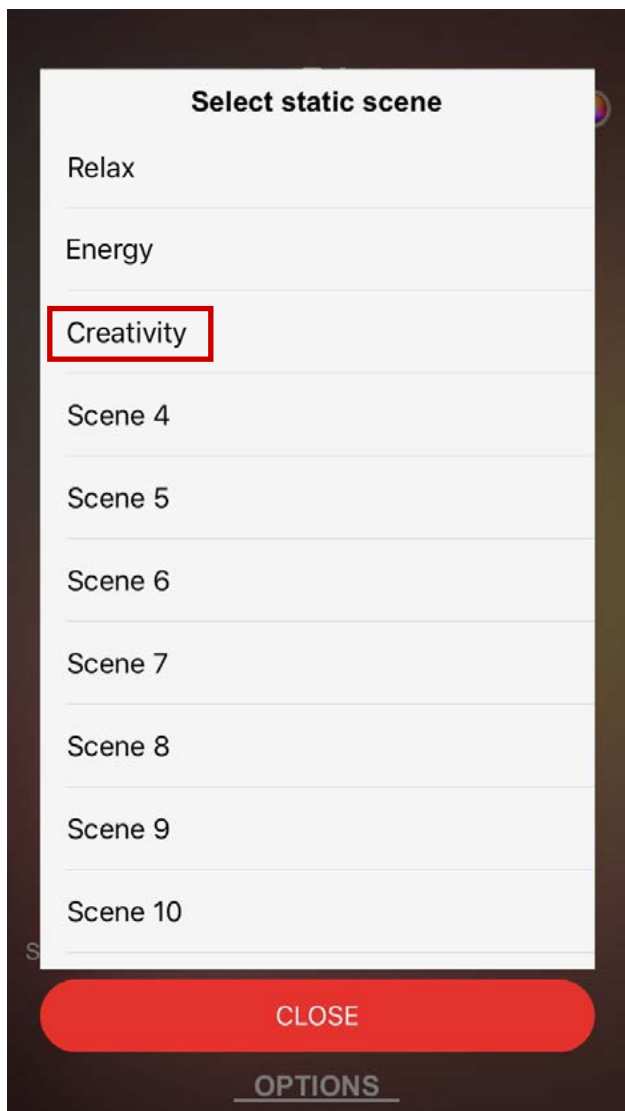 Select static scene
Relax
Energy
Creativity
Scene 4
Scene 5
Scene 6
Scene 7
Scene 8
Scene 9
Scene 10
S
CLOSE
OPTIONS